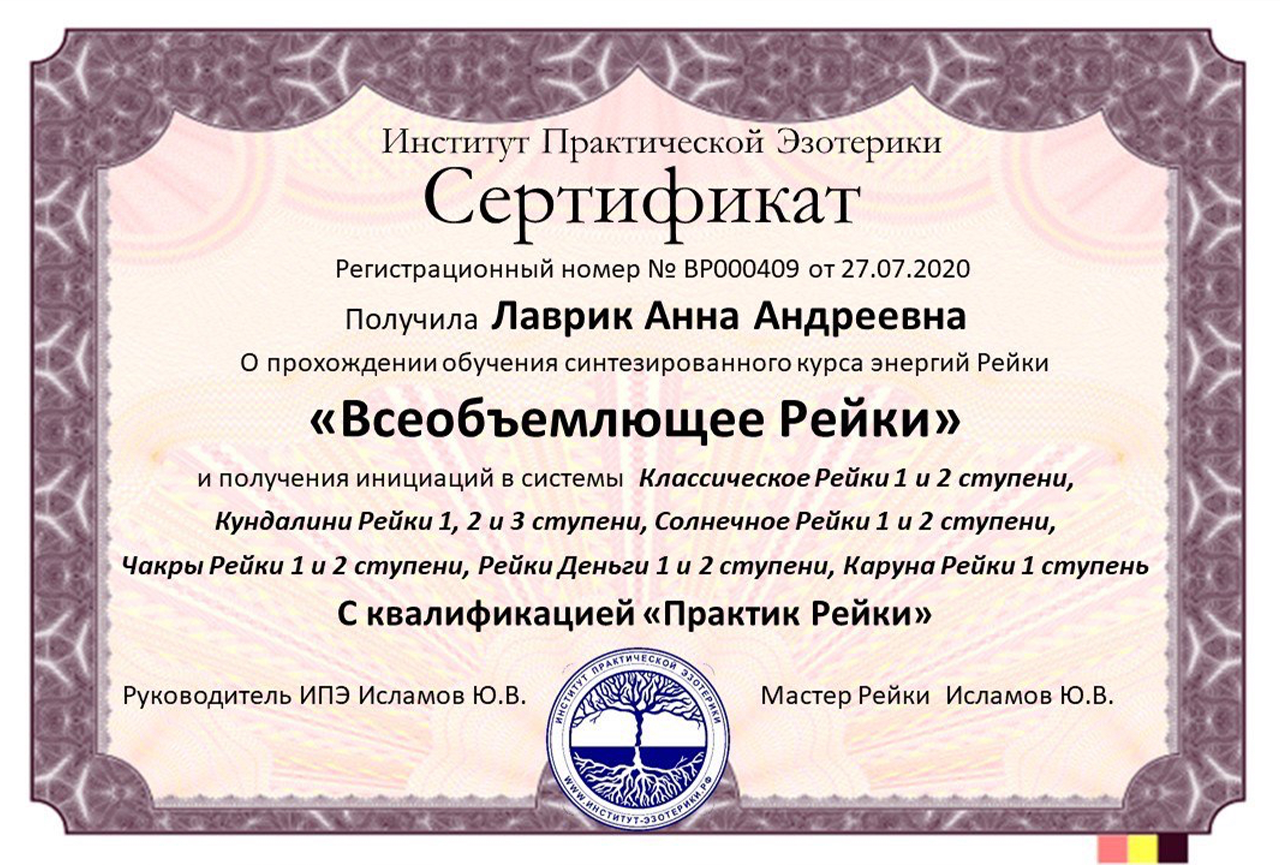 Институт Практической Эзотерики
Сертификат
Регистрационный номер № ВР000409 от 27.07.2020
Получила Лаврик Анна Андреевна
О прохождении обучения синтезированного курса энергий Рейки
«Всеобъемлющее Рейки»
и получения инициаций в системы Классическое Рейки 1 и 2 ступени,
Кундалини Рейки 1, 2 и 3 ступени, Солнечное Рейки 1 и 2 ступени,
Чакры Рейки 1 и 2 ступени, Рейки Деньги 1 и 2 ступени, Каруна Рейки 1 ступень
С квалификацией «Практик Рейки»
Руководитель ИПЭ Исламов Ю.В.
ИНСТИТУТ ПРАКТИЧЕСКОЙ ЭЗОТЕРИКИ
WWW.ИНСТИТУТ-ЭЗОТЕРИКИ.РФ
Мастер Рейки Исламов Ю.В.